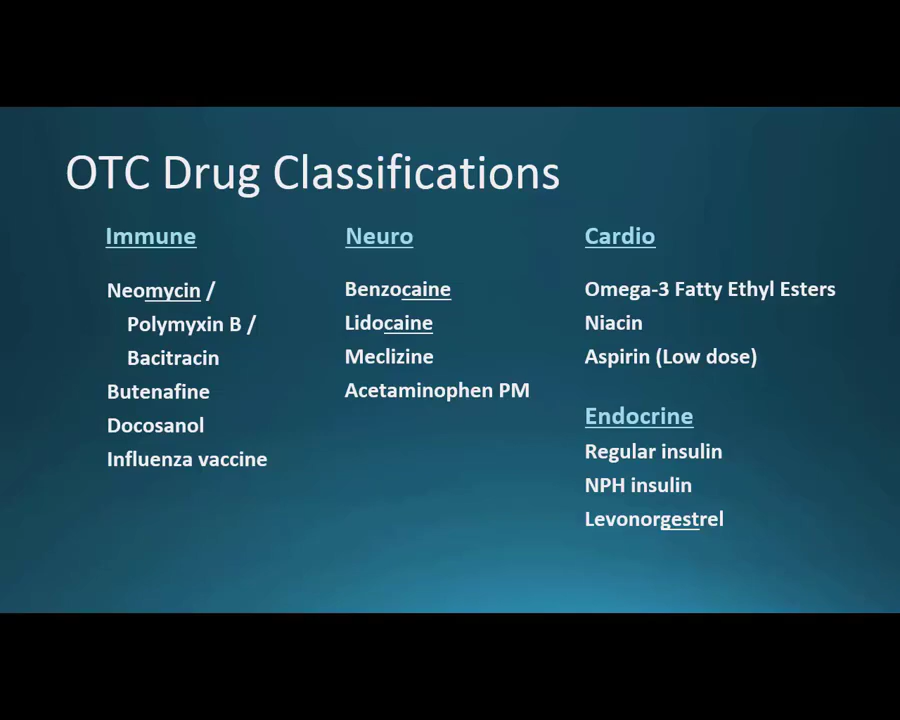 OTC Drug Classifications
Immune
Neomycin /
Polymyxin B /
Bacitracin
Butenafine
Docosanol
Influenza vaccine
Neuro
Benzocaine
Lidocaine
Meclizine
Acetaminophen PM
Cardio
Omega-3 Fatty Ethyl Esters
Niacin
Aspirin (Low dose)
Endocrine
Regular insulin
NPH insulin
Levonorgestrel